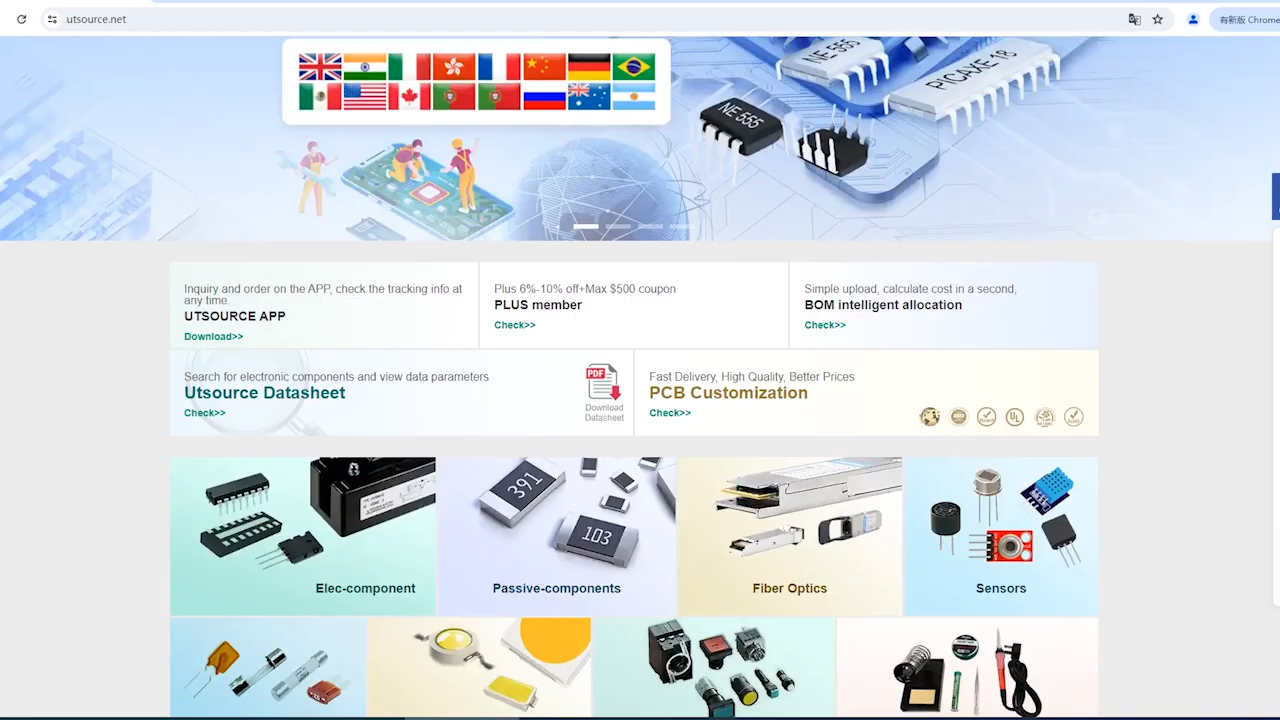 utsource.net
有新版 Chrome
NE 555
PICAXE-18
NE 555
Inquiry and order on the APP, check the tracking info at
any time.
UTSOURCE APP
Download>>
Plus 6%-10% off+Max $500 coupon
PLUS member
Check>>
Simple upload, calculate cost in a second,
BOM intelligent allocation
Check>>
Search for electronic components and view data parameters
Utsource Datasheet
Check>>
PDF
Download
Datasheet
Fast Delivery, High Quality, Better Prices
PCB Customization
Check>>
UL
391
103
Elec-component
Passive-components
Fiber Optics
Sensors